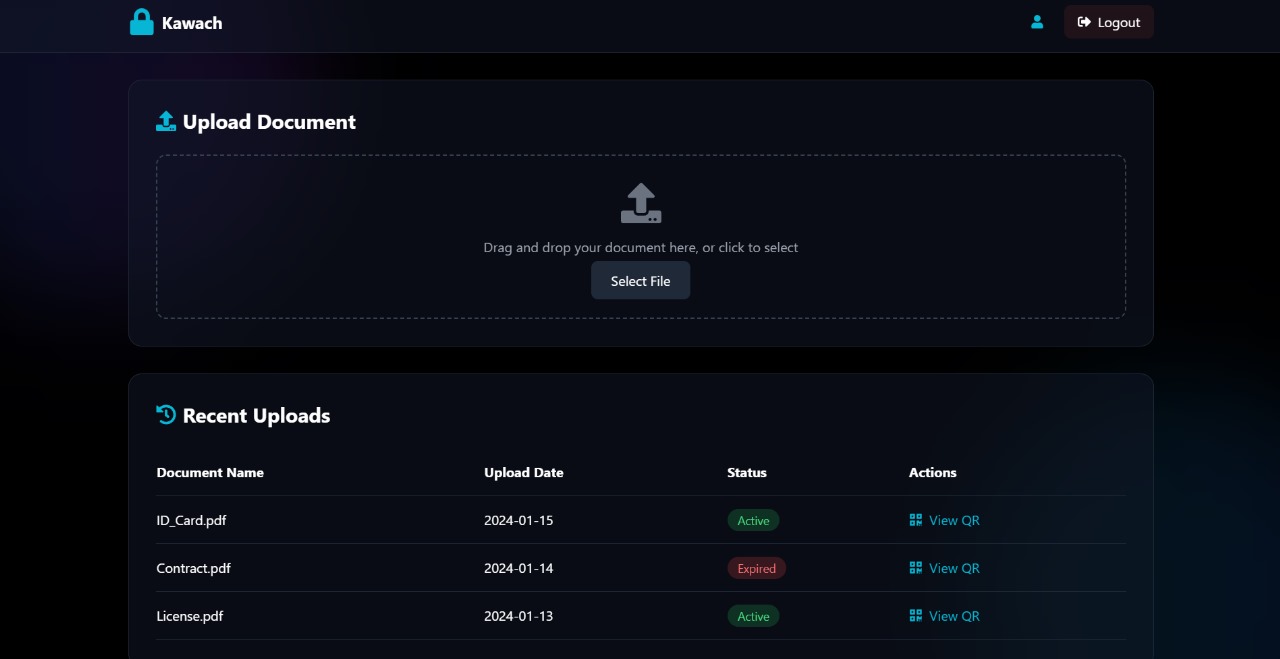 Kawach
Logout
Upload Document
Drag and drop your document here, or click to select
Select File
Recent Uploads
Document Name Upload Date Status Actions
ID_Card.pdf 2024-01-15 Active View QR
Contract.pdf 2024-01-14 Expired View QR
License.pdf 2024-01-13 Active View QR